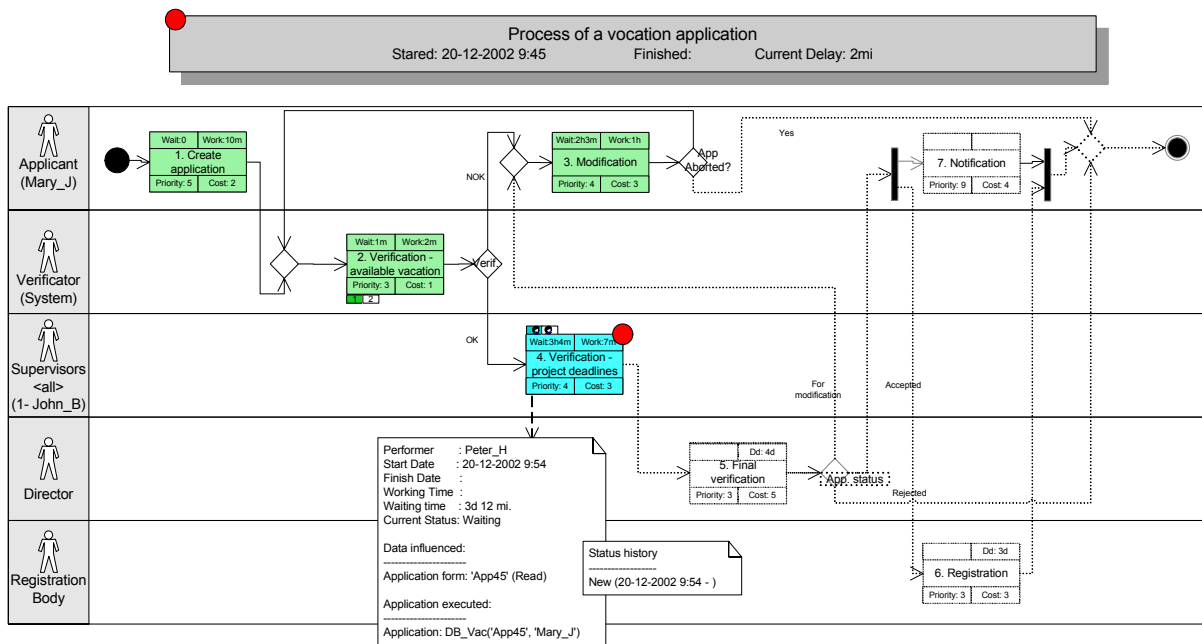 Process of a vocation application
Stared: 20-12-2002 9:45 Finished: Current Delay: 2mi
Applicant
(Mary_J)
Wait:0 Work:10m
1. Create
application
Priority: 5 Cost: 2
Wait:2h3m Work:1h
3. Modification
Priority: 4 Cost: 3
App
Aborted?
Yes
NOK
7. Notification
Priority: 9 Cost: 4
Verificator
(System)
Wait:1m Work:2m
2. Verification -
available vacation
Priority: 3 Cost: 1
1 2
Verif.
OK
Supervisors
<all>
(1- John_B)
Wait:3h4m Work:7m
4. Verification -
project deadlines
Priority: 4 Cost: 3
For
modification
Accepted
Director
Performer : Peter_H
Start Date : 20-12-2002 9:54
Finish Date :
Working Time :
Waiting time : 3d 12 mi.
Current Status: Waiting
Data influenced:
----------------------
Application form: 'App45' (Read)
Application executed:
----------------------
Application: DB_Vac('App45', 'Mary_J')
Dd: 4d
5. Final
verification
Priority: 3 Cost: 5
App. status
Rejected
Registration
Body
Status history
------------------
New (20-12-2002 9:54 - )
Dd: 3d
6. Registration
Priority: 3 Cost: 3